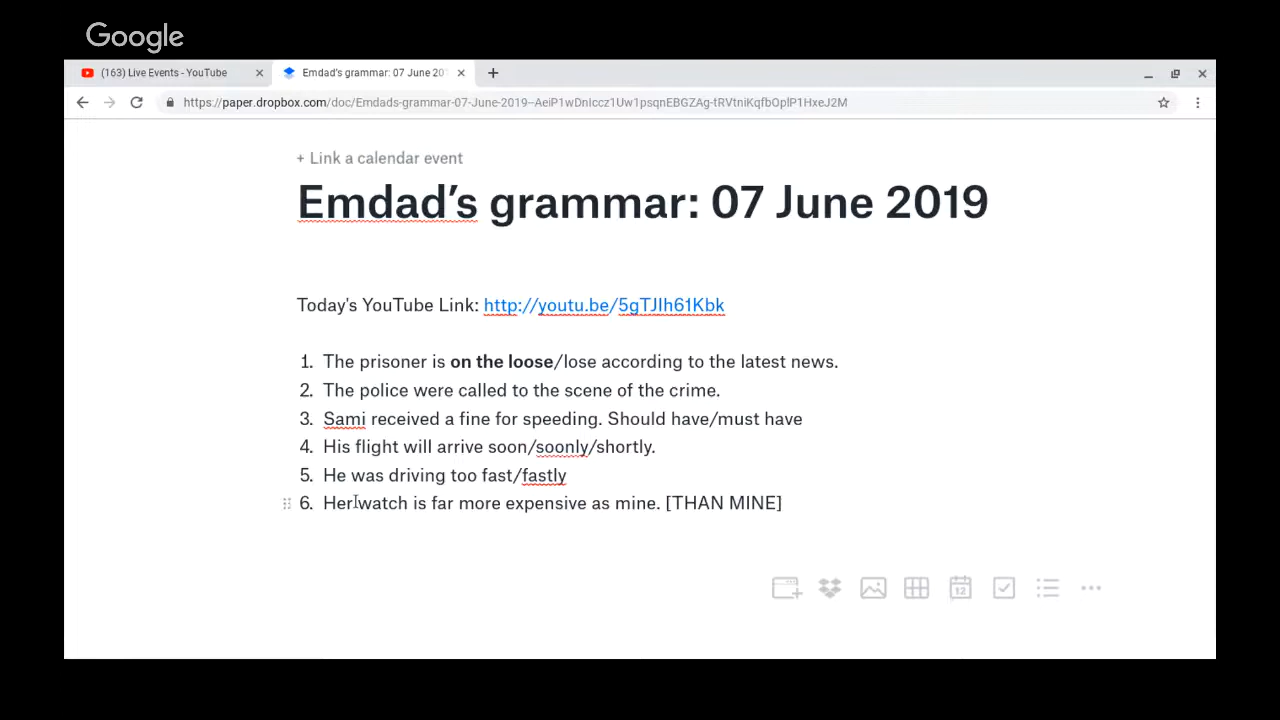 Google
(163) Live Events - YouTube
Emdad's grammar: 07 June 20
https://paper.dropbox.com/doc/Emdads-grammar-07-June-2019--AeiP1wDnIccz1Uw1psqnEBGZAg-tRVtniKqfbOplP1HxeJ2M
+ Link a calendar event
Emdad’s grammar: 07 June 2019
Today's YouTube Link: http://youtu.be/5gTJIh61Kbk
1. The prisoner is on the loose/lose according to the latest news.
2. The police were called to the scene of the crime.
3. Sami received a fine for speeding. Should have/must have
4. His flight will arrive soon/soonly/shortly.
5. He was driving too fast/fastly
6. Her watch is far more expensive as mine. [THAN MINE]
12